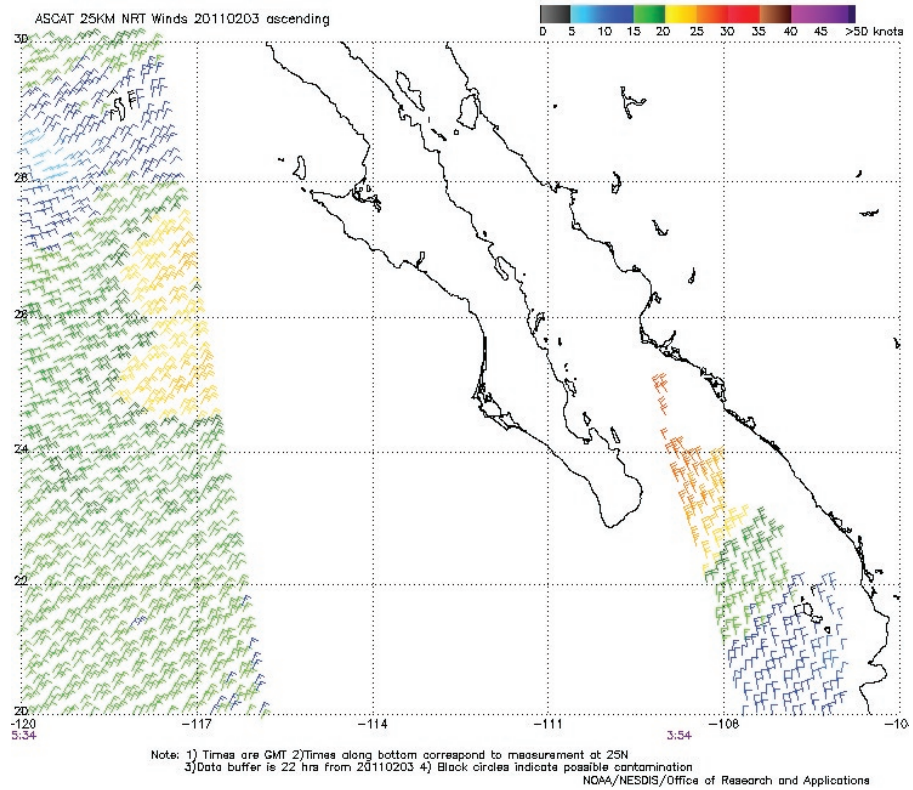 ASCAT 25KM NRT Winds 20110203 ascending
0 5 10 15 20 25 30 35 40 45 >50 knots
30
28
26
24
22
20
-120 -117 -114 -111 -108 -10
5:34 3:54
Note: 1) Times are GMT 2)Times along bottom correspond to measurement at 25N
3)Data buffer is 22 hrs from 20110203 4) Black circles indicate possible contamination
NOAA/NESDIS/Office of Research and Applications